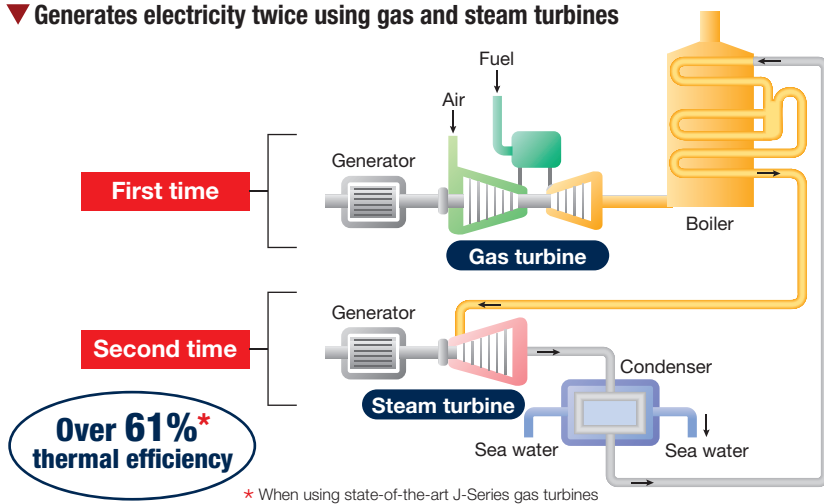 ▼ Generates electricity twice using gas and steam turbines
Fuel
Air
Generator
First time
Boiler
Gas turbine
Generator
Second time
Condenser
Steam turbine
Over 61%*
thermal efficiency
Sea water
Sea water
* When using state-of-the-art J-Series gas turbines